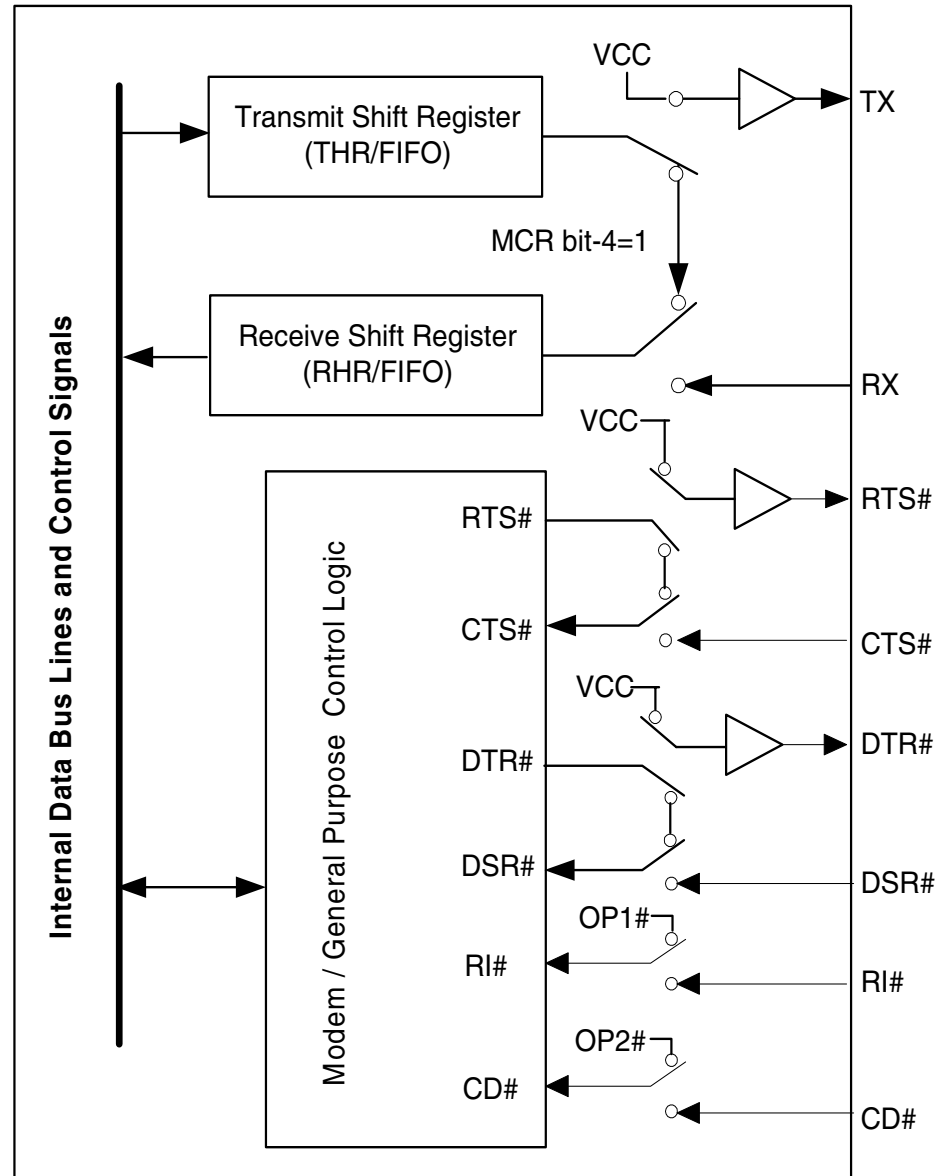 VCC
TX
Transmit Shift Register
(THR/FIFO)
MCR bit-4=1
Receive Shift Register
(RHR/FIFO)
RX
VCC
RTS#
Internal Data Bus Lines and Control Signals
Modem / General Purpose Control Logic
RTS#
CTS#
CTS#
VCC
DTR#
DTR#
DSR#
DSR#
OP1#
RI#
RI#
OP2#
CD#
CD#